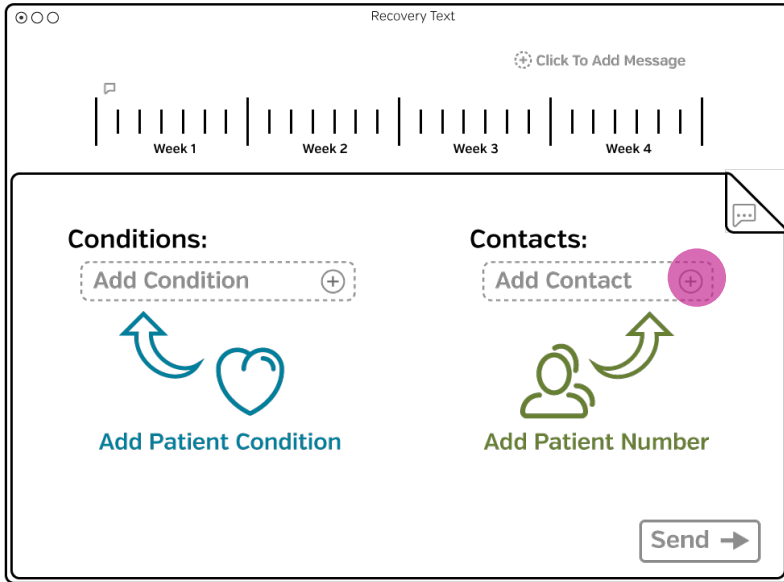 Recovery Text
Click To Add Message
Week 1 Week 2 Week 3 Week 4
Conditions:
Add Condition
Add Patient Condition
Contacts:
Add Contact
Add Patient Number
Send